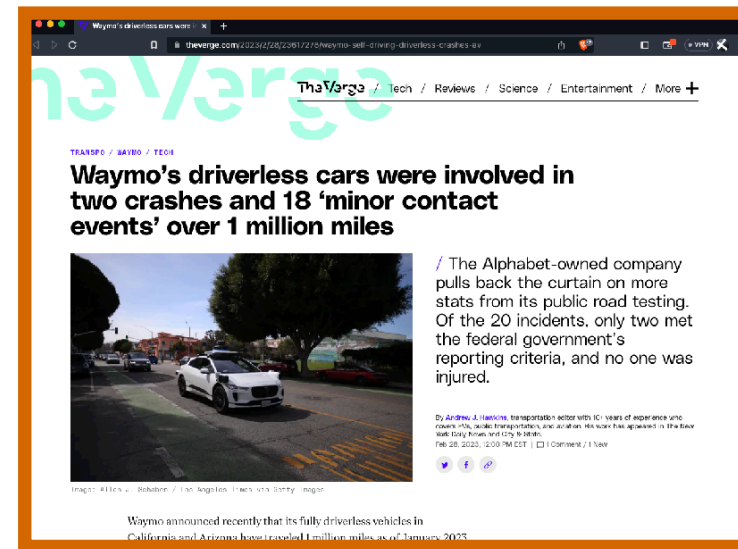 Waymo's driverless cars were i
theverge.com/2023/2/28/23617278/waymo-self-driving-driverless-crashes-av
VPN
he Verge
The Verge / Tech / Reviews / Science / Entertainment / More +
TRANSPO / WAYMO / TECH
Waymo's driverless cars were involved in
two crashes and 18 ‘minor contact
events’ over 1 million miles
/ The Alphabet-owned company
pulls back the curtain on more
stats from its public road testing.
Of the 20 incidents, only two met
the federal government's
reporting criteria, and no one was
injured.
By Andrew J. Hawkins, transportation editor with 10+ years of experience who
covers EVs, public transportation, and aviation. His work has appeared in The New
York Daily News and City & State.
Feb 28, 2023, 12:00 PM EST | 1 Comment / 1 New
Image: Allen J. Schaben / Los Angeles Times via Getty Images
Waymo announced recently that its fully driverless vehicles in
California and Arizona have traveled 1 million miles as of January 2023.